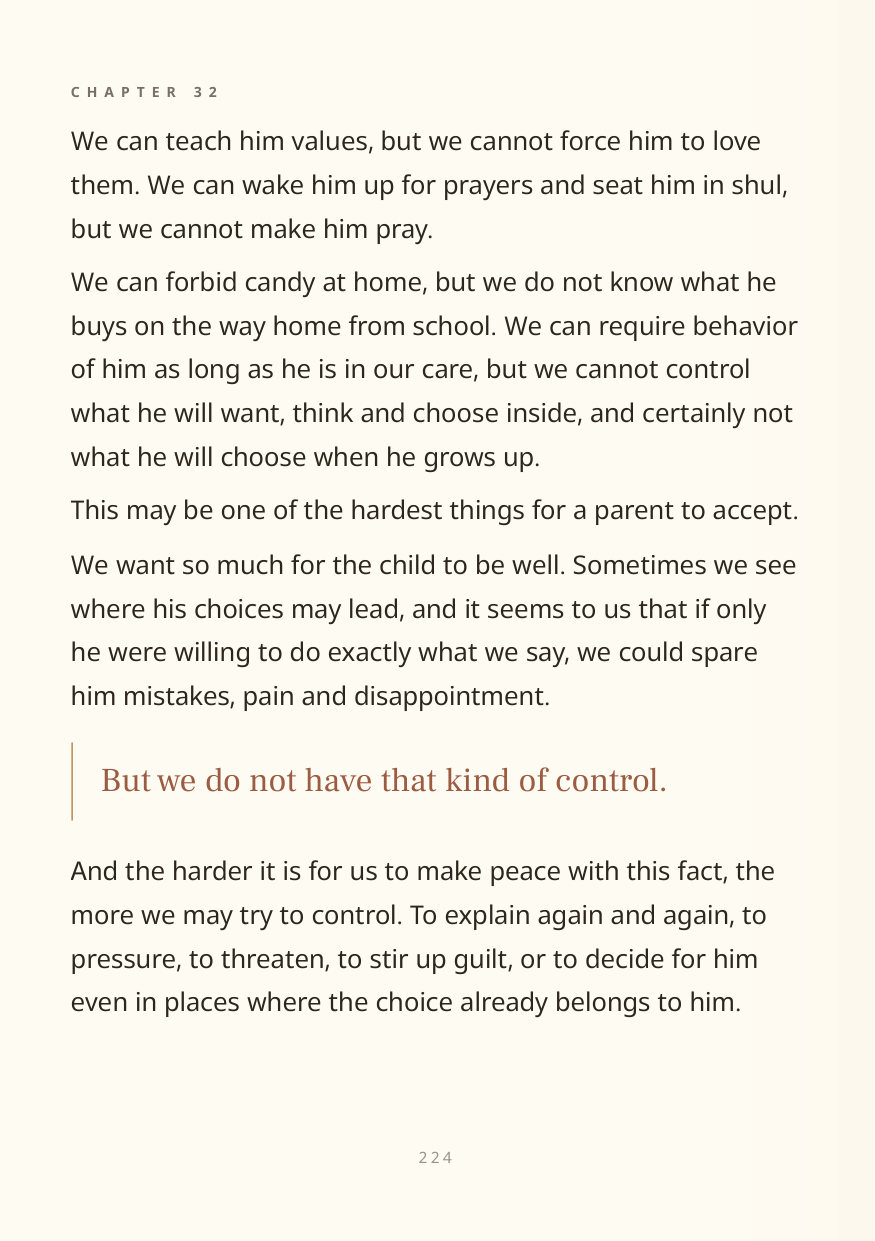 CHAPTER 32
We can teach him values, but we cannot force him to love
them. We can wake him up for prayers and seat him in shul,
but we cannot make him pray.
We can forbid candy at home, but we do not know what he
buys on the way home from school. We can require behavior
of him as long as he is in our care, but we cannot control
what he will want, think and choose inside, and certainly not
what he will choose when he grows up.
This may be one of the hardest things for a parent to accept.
We want so much for the child to be well. Sometimes we see
where his choices may lead, and it seems to us that if only
he were willing to do exactly what we say, we could spare
him mistakes, pain and disappointment.
But we do not have that kind of control.
And the harder it is for us to make peace with this fact, the
more we may try to control. To explain again and again, to
pressure, to threaten, to stir up guilt, or to decide for him
even in places where the choice already belongs to him.
224